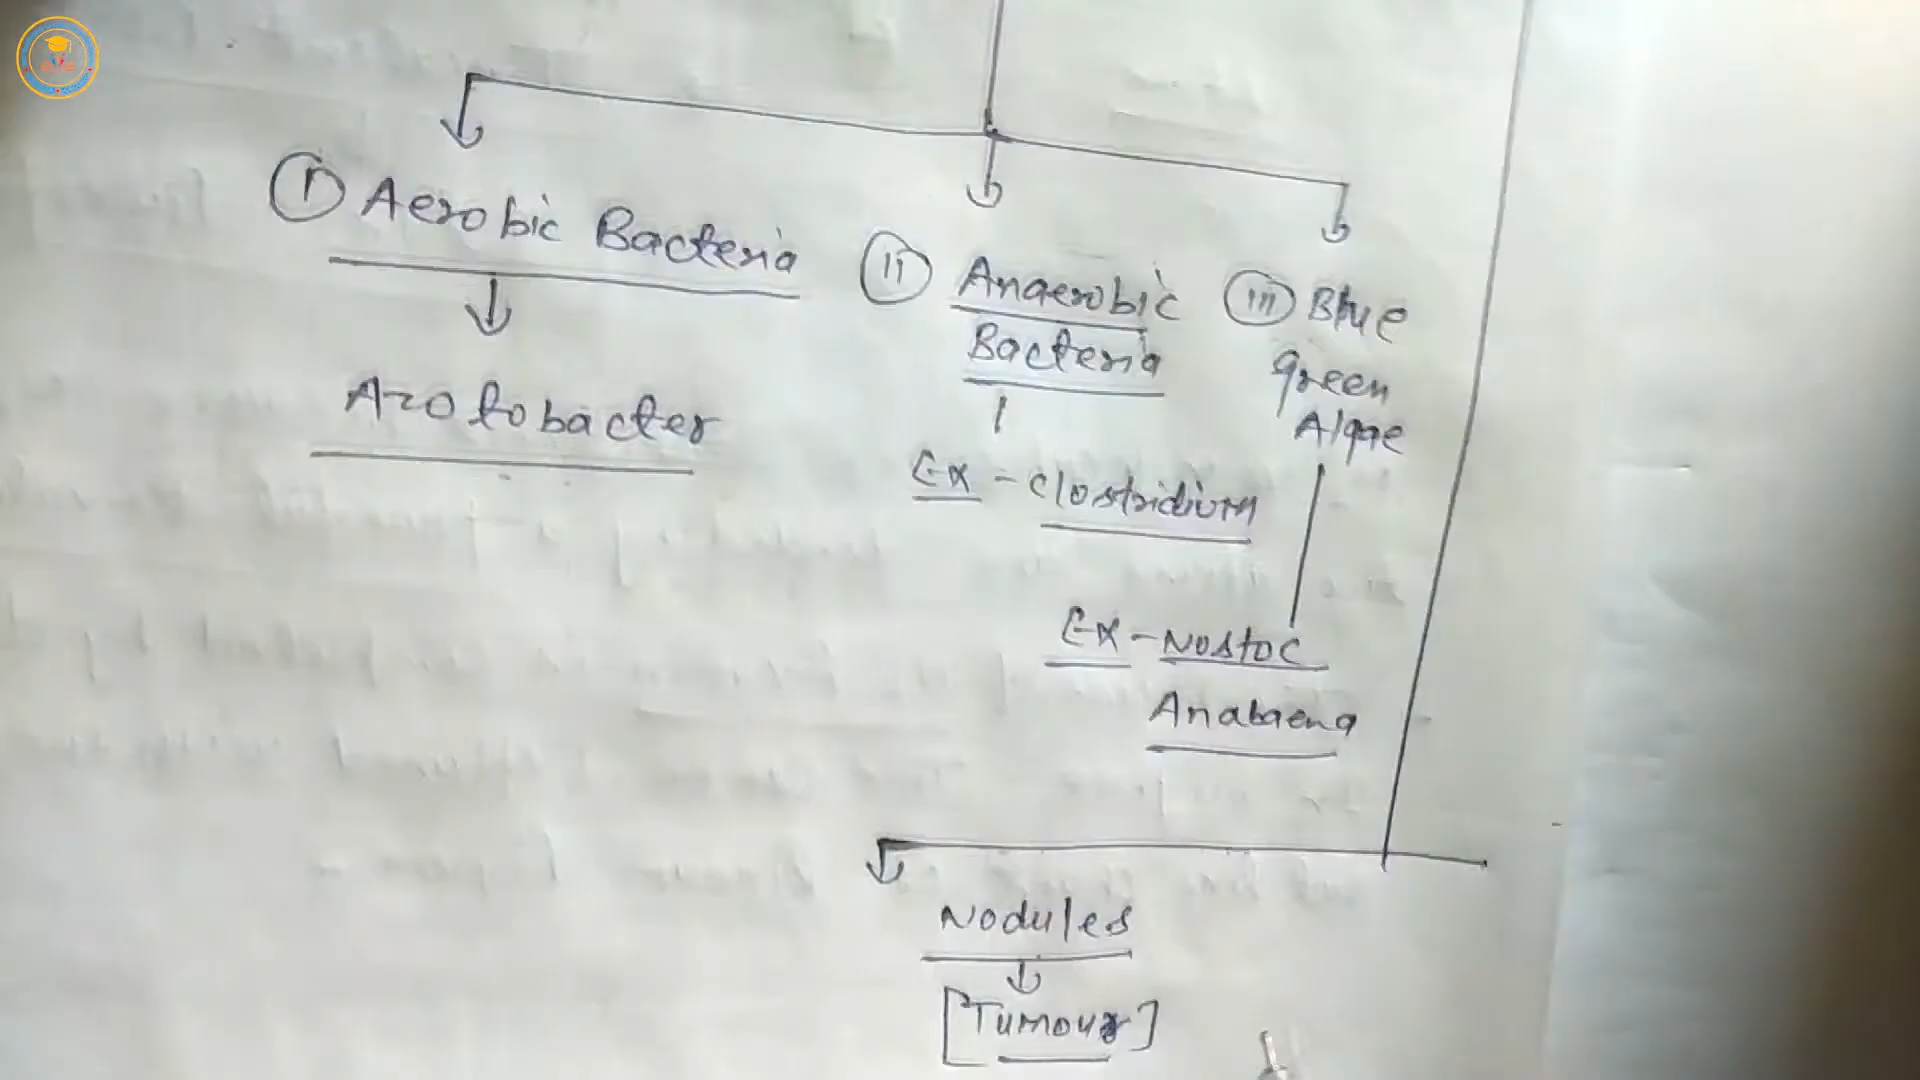 (I) Aerobic Bacteria
Azotobacter
(II) Anaerobic
Bacteria
Ex - Clostridium
(III) Blue
green
Algae
Ex - Nostoc
Anabaena
Nodules
[Tumour]